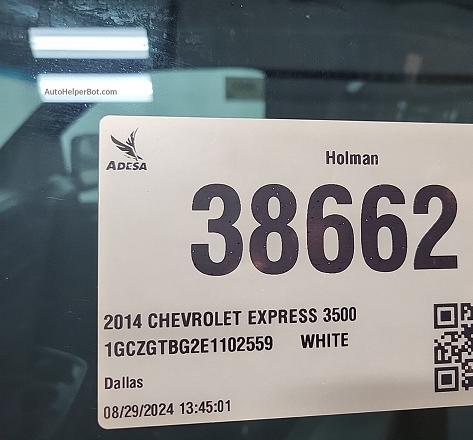 AutoHelperBot.com
ADESA
Holman
38662
2014 CHEVROLET EXPRESS 3500
1GCZGTBG2E1102559 WHITE
Dallas
08/29/2024 13:45:01